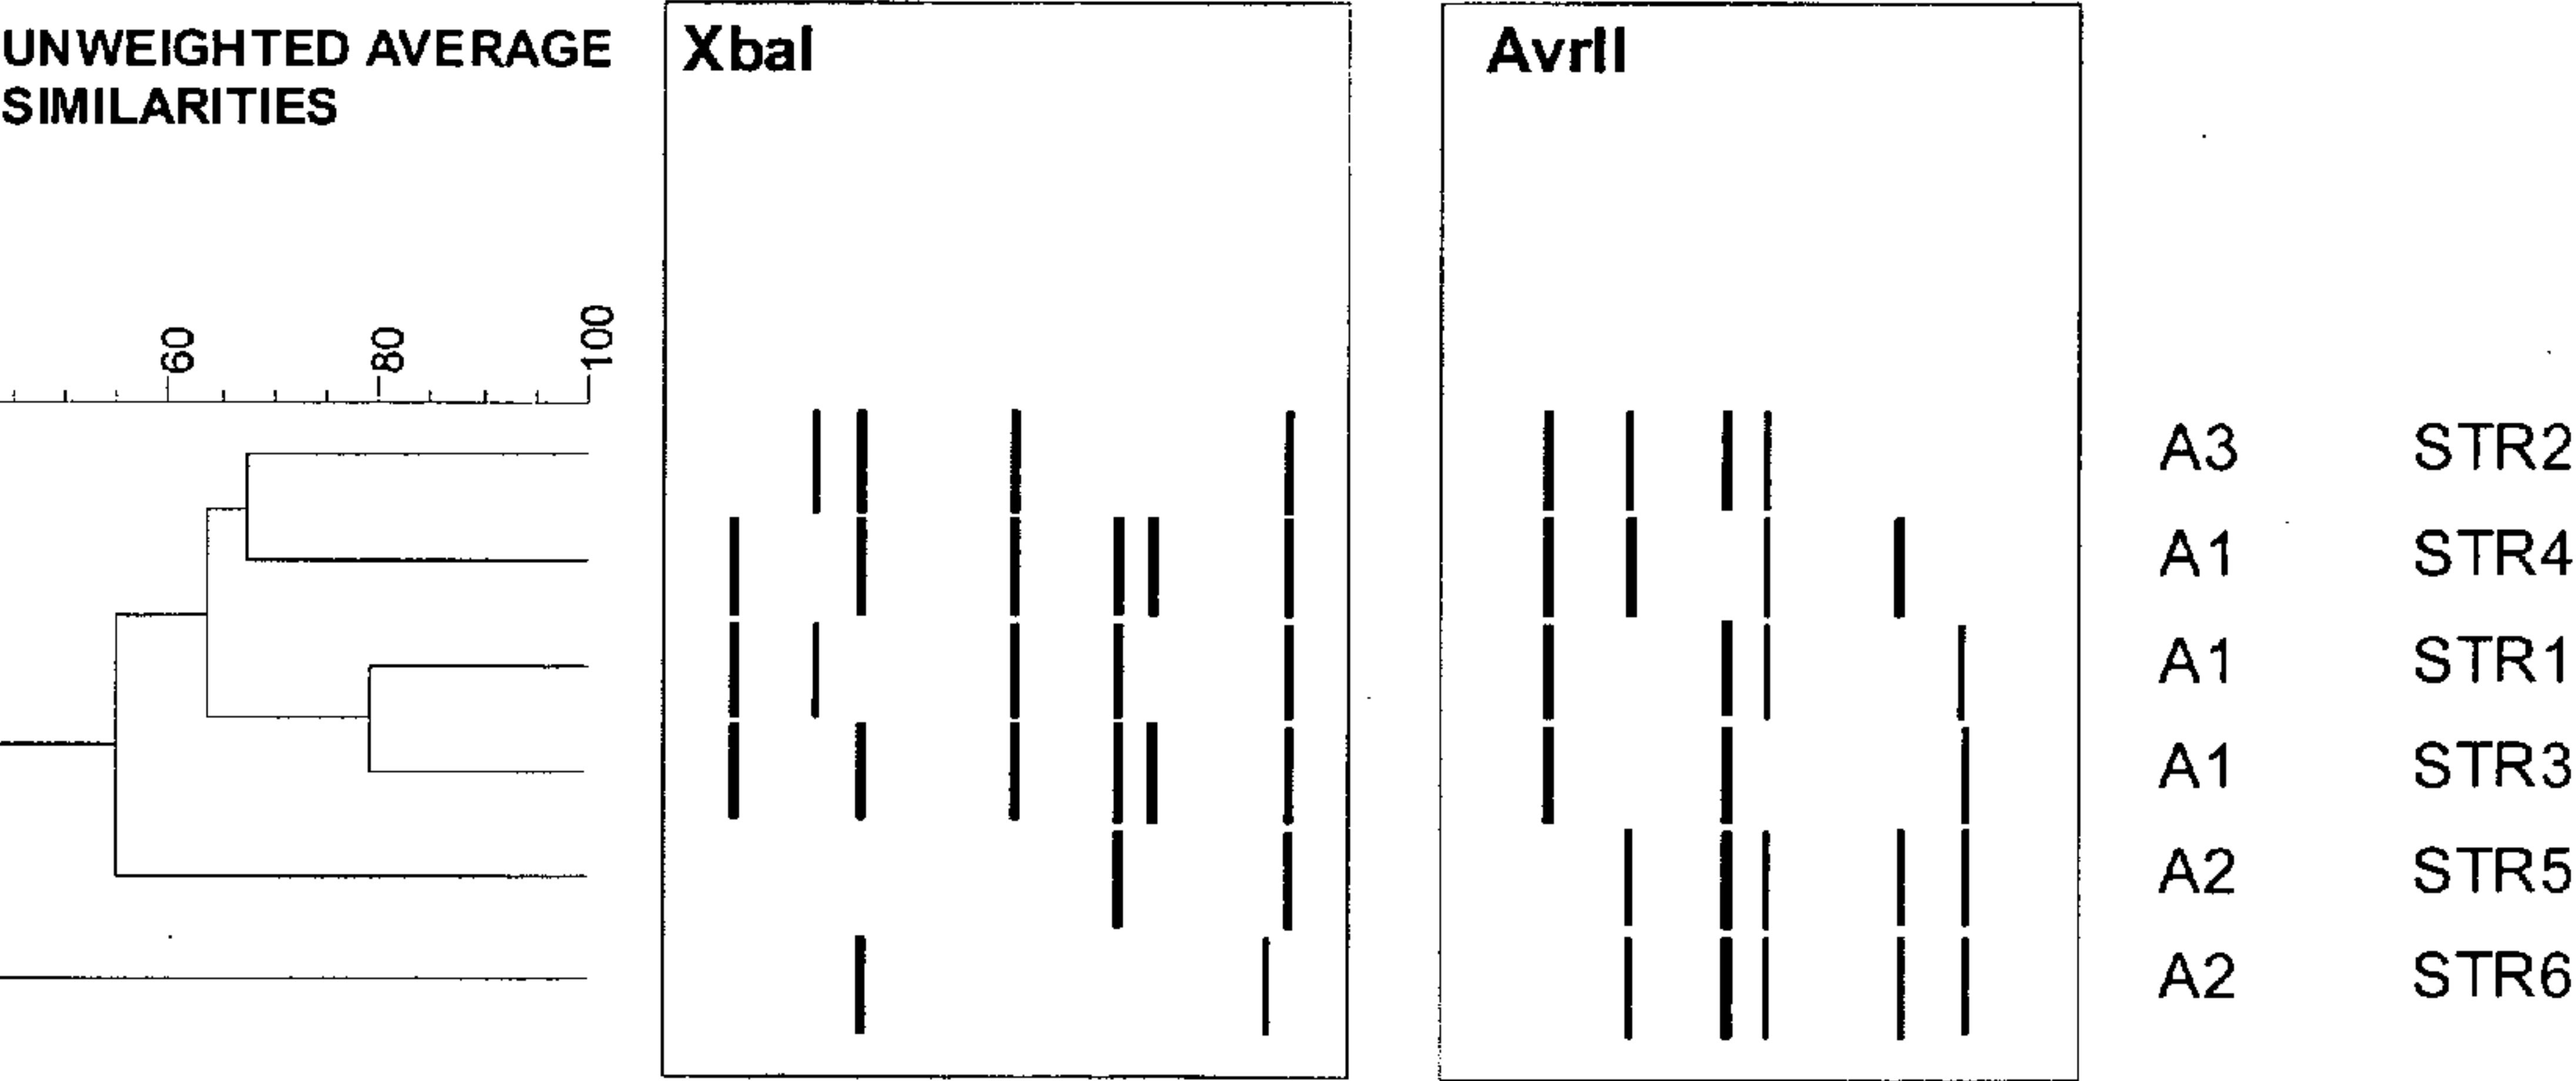 UNWEIGHTED AVERAGE
SIMILARITIES
XbaI
AvrII
60
80
100
A3 STR2
A1 STR4
A1 STR1
A1 STR3
A2 STR5
A2 STR6